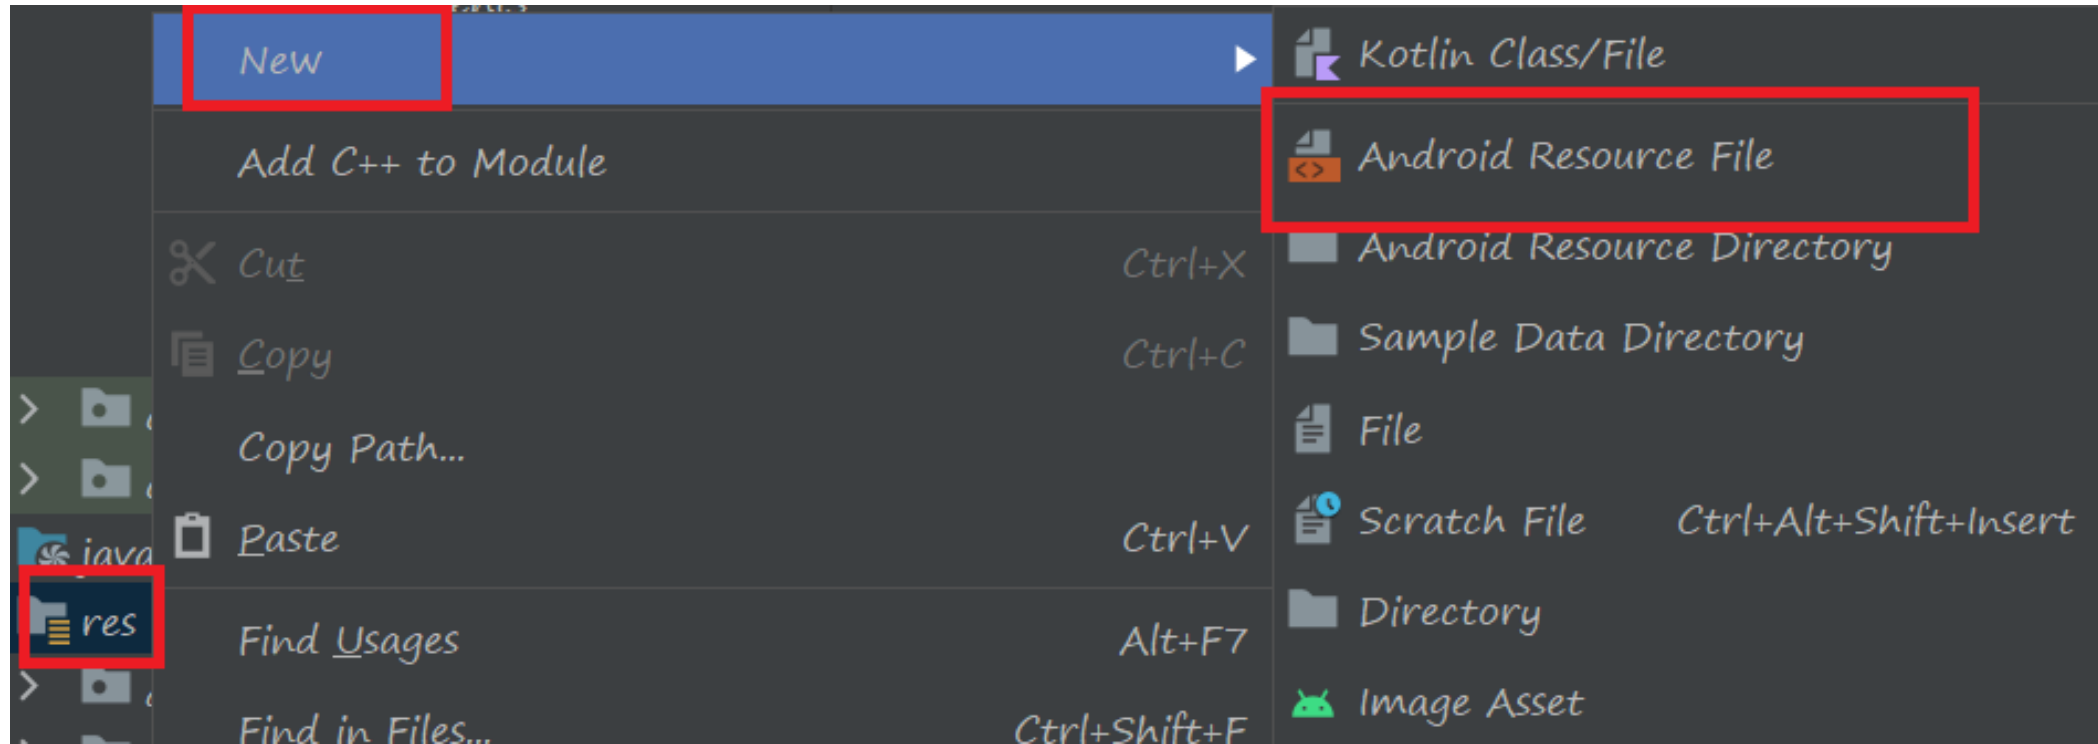 New
Add C++ to Module
Cut Ctrl+X
Copy Ctrl+C
Copy Path...
Paste Ctrl+V
Find Usages Alt+F7
Find in Files... Ctrl+Shift+F
java
res
Kotlin Class/File
Android Resource File
Android Resource Directory
Sample Data Directory
File
Scratch File Ctrl+Alt+Shift+Insert
Directory
Image Asset